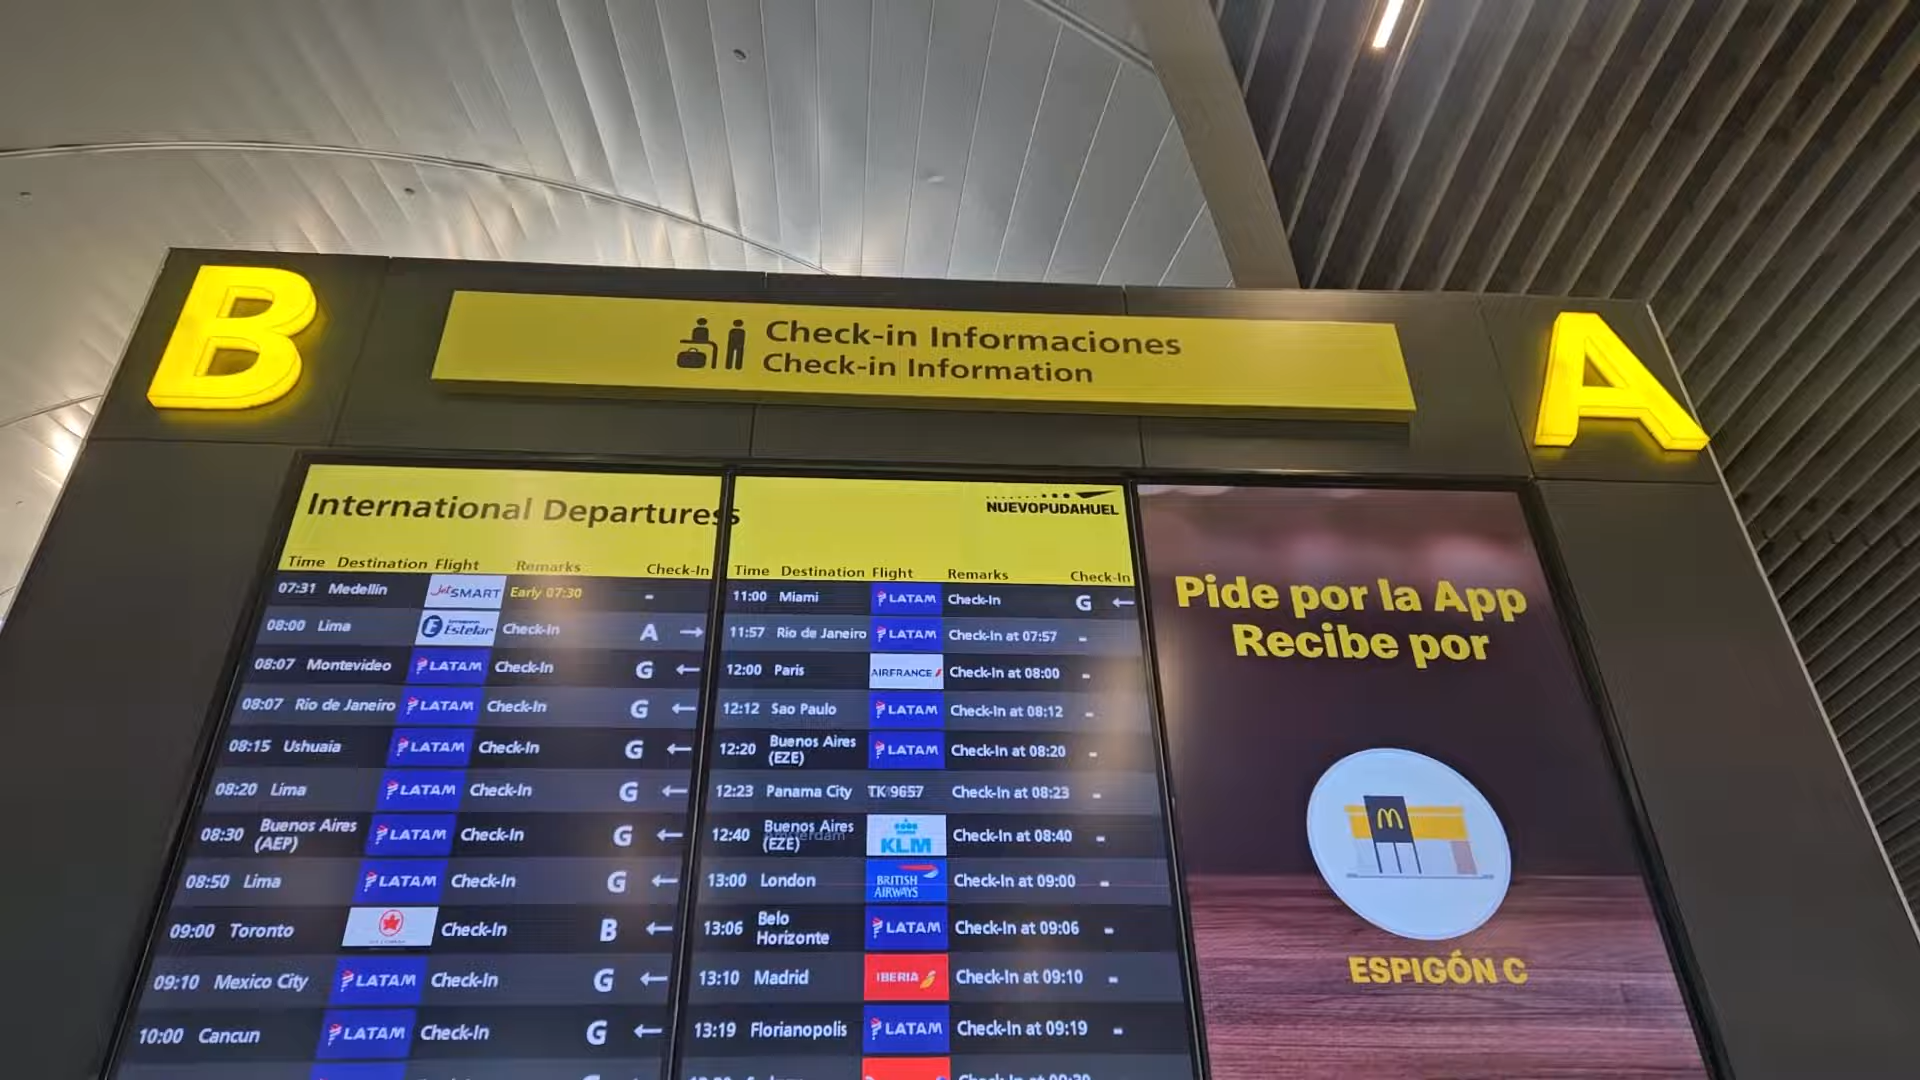 B
Check-in Informaciones
Check-in Information
A
International Departuress
NUEVOPUDAHUEL
Time Destination Flight Remarks Check-In
07:31 Medellin JetSMART Early 07:30 -
08:00 Lima Estelar Check-In A →
08:07 Montevideo LATAM Check-In G ←
08:07 Rio de Janeiro LATAM Check-In G ←
08:15 Ushuaia LATAM Check-In G ←
08:20 Lima LATAM Check-In G ←
08:30 Buenos Aires (AEP) LATAM Check-In G ←
08:50 Lima LATAM Check-In G ←
09:00 Toronto Check-In B ←
09:10 Mexico City LATAM Check-In G ←
10:00 Cancun LATAM Check-In G ←
Time Destination Flight Remarks Check-In
11:00 Miami LATAM Check-In G ←
11:57 Rio de Janeiro LATAM Check-In at 07:57 -
12:00 Paris AIRFRANCE Check-In at 08:00 -
12:12 Sao Paulo LATAM Check-In at 08:12 -
12:20 Buenos Aires (EZE) LATAM Check-In at 08:20 -
12:23 Panama City TK 9657 Check-In at 08:23 -
12:40 Buenos Aires (EZE) KLM Check-In at 08:40 -
13:00 London BRITISH AIRWAYS Check-In at 09:00 -
13:06 Belo Horizonte LATAM Check-In at 09:06 -
13:10 Madrid IBERIA Check-In at 09:10 -
13:19 Florianopolis LATAM Check-In at 09:19 -
Pide por la App
Recibe por
ESPIGÓN C